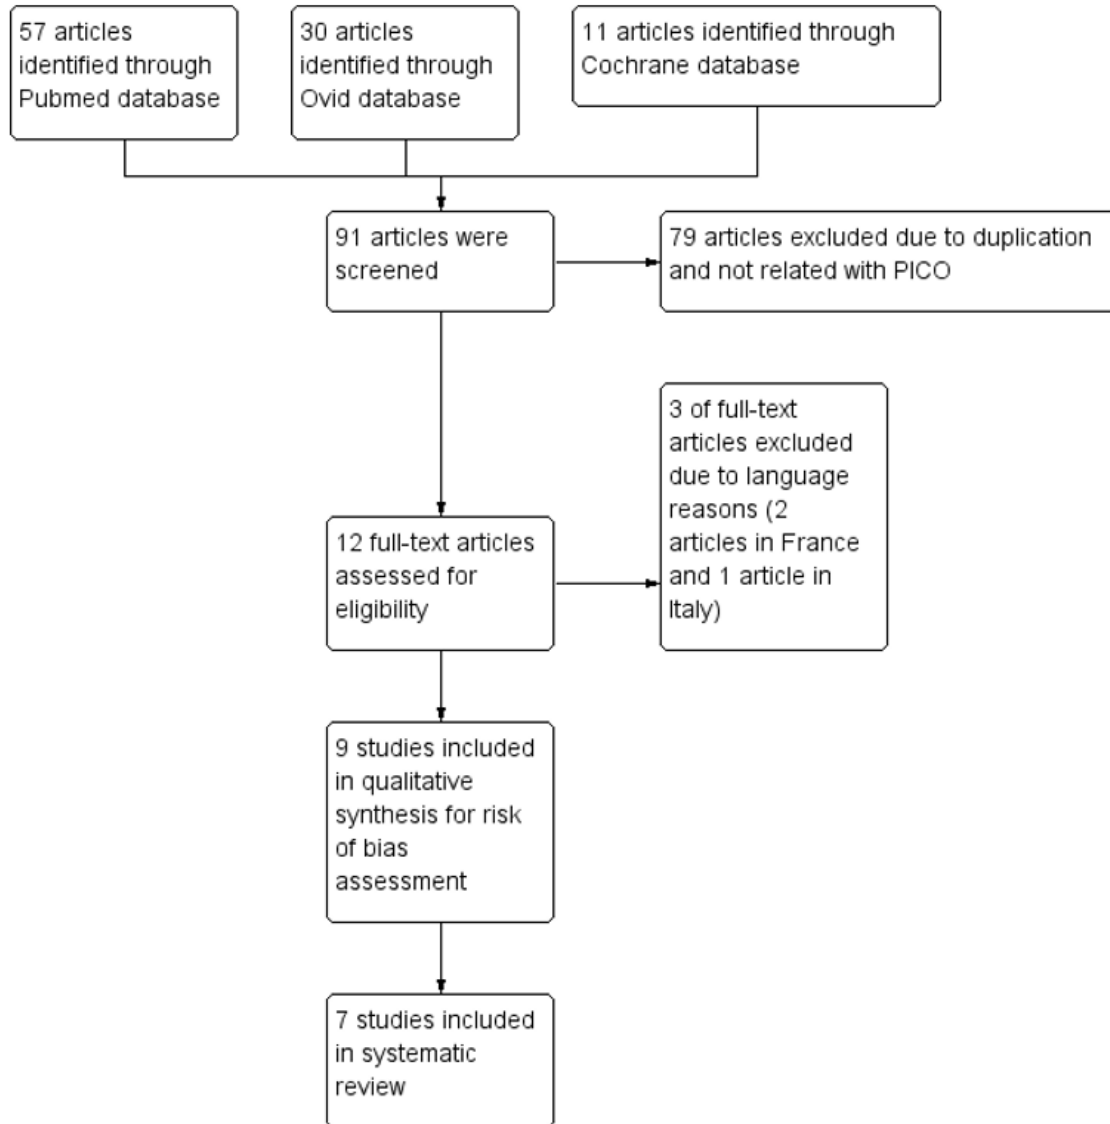 57 articles
identified through
Pubmed database
30 articles
identified through
Ovid database
11 articles identified through
Cochrane database
91 articles were
screened
79 articles excluded due to duplication
and not related with PICO
3 of full-text
articles excluded
due to language
reasons (2
articles in France
and 1 article in
Italy)
12 full-text articles
assessed for
eligibility
9 studies included
in qualitative
synthesis for risk
of bias
assessment
7 studies included
in systematic
review